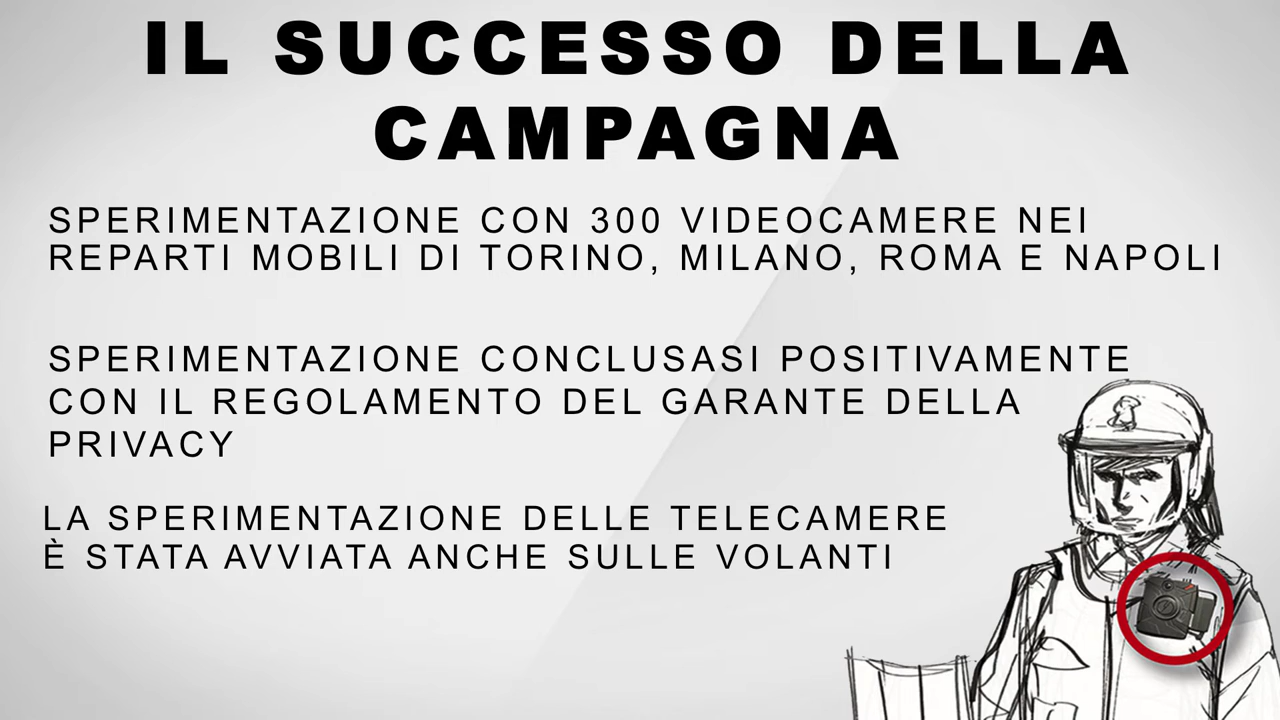 IL SUCCESSO DELLA
CAMPAGNA
SPERIMENTAZIONE CON 300 VIDEOCAMERE NEI
REPARTI MOBILI DI TORINO, MILANO, ROMA E NAPOLI
SPERIMENTAZIONE CONCLUSASI POSITIVAMENTE
CON IL REGOLAMENTO DEL GARANTE DELLA
PRIVACY
LA SPERIMENTAZIONE DELLE TELECAMERE
È STATA AVVIATA ANCHE SULLE VOLANTI